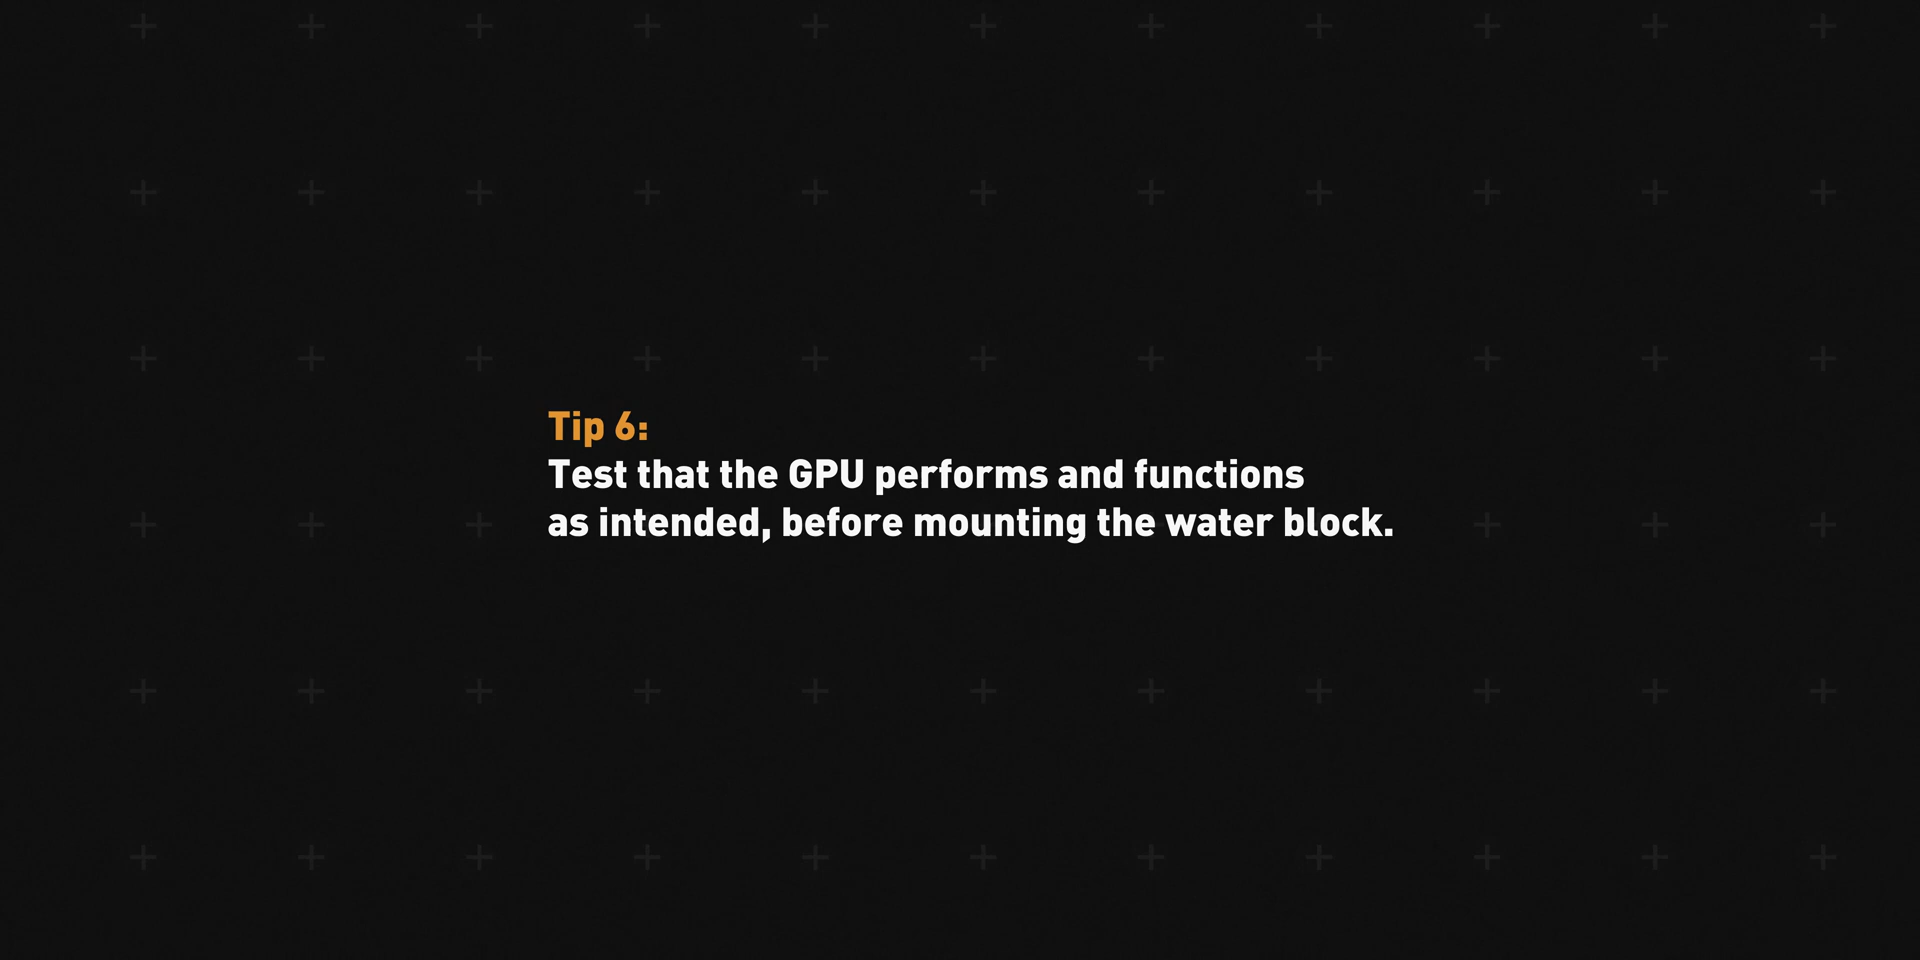 Tip 6:
Test that the GPU performs and functions
as intended, before mounting the water block.